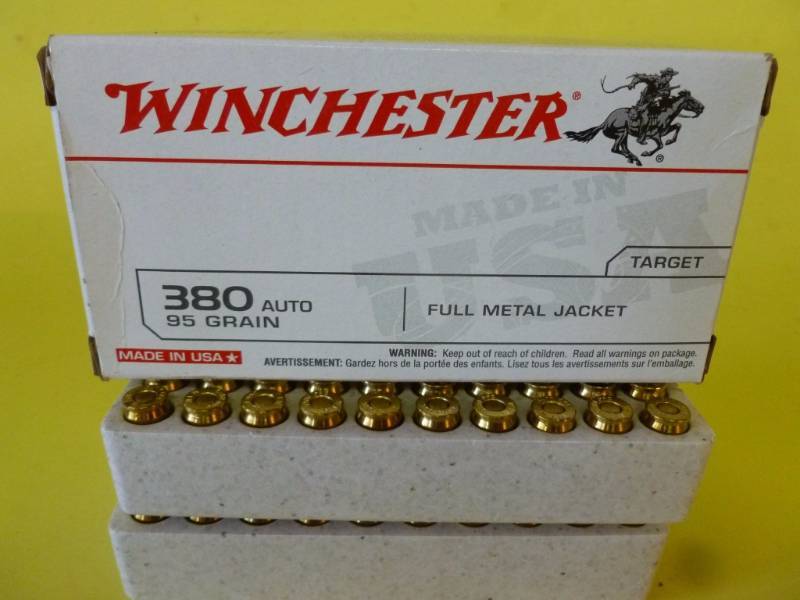 WINCHESTER®
®
MADE IN
USA
TARGET
380 AUTO
95 GRAIN
FULL METAL JACKET
MADE IN USA ★
WARNING: Keep out of reach of children. Read all warnings on package.
AVERTISSEMENT: Gardez hors de la portée des enfants. Lisez tous les avertissements sur l'emballage.